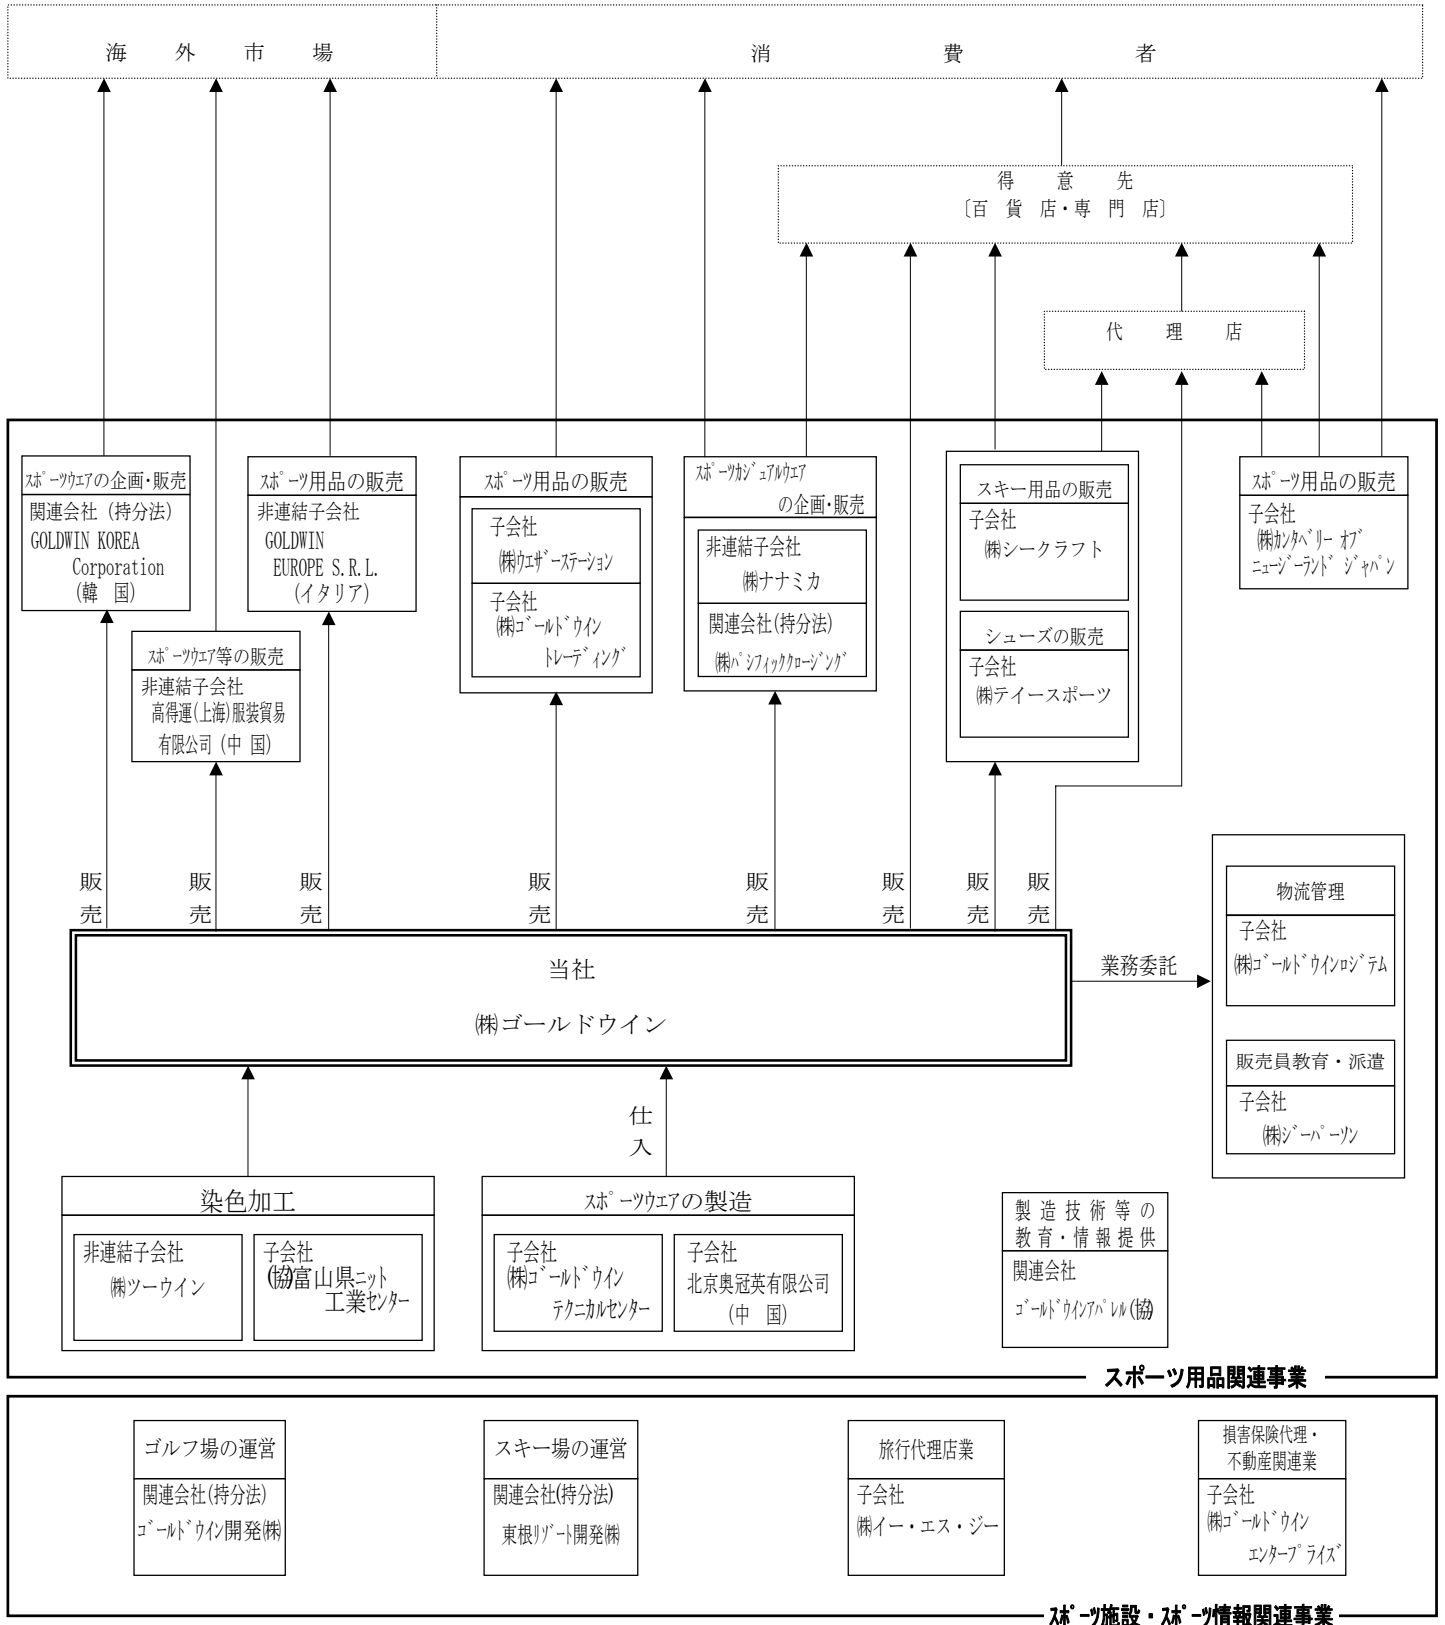 海外市場
消費者
得意先
〔百貨店・専門店〕
代理店
スポーツウエアの企画・販売
関連会社(持分法)
GOLDWIN KOREA
Corporation
(韓国)
スポーツ用品の販売
非連結子会社
GOLDWIN
EUROPE S.R.L.
(イタリア)
スポーツウエア等の販売
非連結子会社
高得運(上海)服装貿易
有限公司(中国)
スポーツ用品の販売
子会社
㈱ウエザーステーション
子会社
㈱ゴールドウイン
トレーディング
スポーツカジュアルウエア
の企画・販売
非連結子会社
㈱ナナミカ
関連会社(持分法)
㈱パシフィッククロージング
スキー用品の販売
子会社
㈱シークラフト
シューズの販売
子会社
㈱テイースポーツ
スポーツ用品の販売
子会社
㈱カンタベリー オブ
ニュージーランド ジャパン
販売
販売
販売
販売
販売
販売
販売
販売
当社
㈱ゴールドウイン
業務委託
物流管理
子会社
㈱ゴールドウインロジテム
販売員教育・派遣
子会社
㈱ジーパーソン
仕入
染色加工
非連結子会社
㈱ツーウイン
子会社
(協)富山県ニット
工業センター
スポーツウエアの製造
子会社
㈱ゴールドウイン
テクニカルセンター
子会社
北京奥冠英有限公司
(中国)
製造技術等の
教育・情報提供
関連会社
ゴールドウインアパレル(協)
スポーツ用品関連事業
ゴルフ場の運営
関連会社(持分法)
ゴールドウイン開発㈱
スキー場の運営
関連会社(持分法)
東根リゾート開発㈱
旅行代理店業
子会社
㈱イー・エス・ジー
損害保険代理・
不動産関連業
子会社
㈱ゴールドウイン
エンタープライズ
スポーツ施設・スポーツ情報関連事業